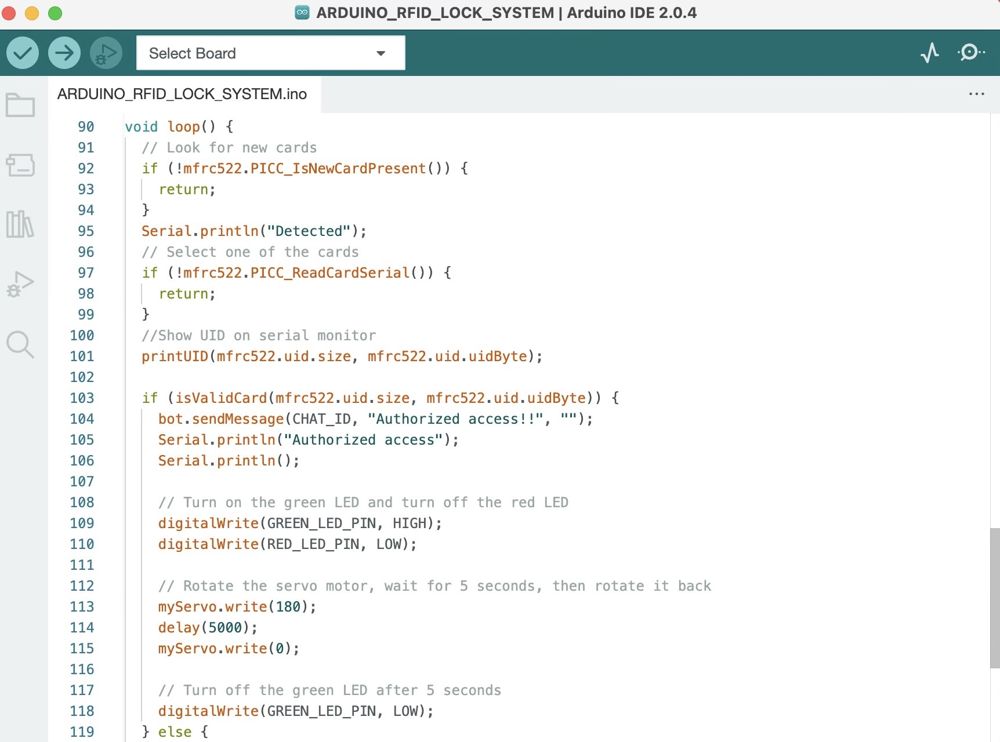 ARDUINO_RFID_LOCK_SYSTEM | Arduino IDE 2.0.4
Select Board
ARDUINO_RFID_LOCK_SYSTEM.ino
90 void loop() {
91 // Look for new cards
92 if (!mfrc522.PICC_IsNewCardPresent()) {
93 return;
94 }
95 Serial.println("Detected");
96 // Select one of the cards
97 if (!mfrc522.PICC_ReadCardSerial()) {
98 return;
99 }
100 //Show UID on serial monitor
101 printUID(mfrc522.uid.size, mfrc522.uid.uidByte);
102
103 if (isValidCard(mfrc522.uid.size, mfrc522.uid.uidByte)) {
104 bot.sendMessage(CHAT_ID, "Authorized access!!", "");
105 Serial.println("Authorized access");
106 Serial.println();
107
108 // Turn on the green LED and turn off the red LED
109 digitalWrite(GREEN_LED_PIN, HIGH);
110 digitalWrite(RED_LED_PIN, LOW);
111
112 // Rotate the servo motor, wait for 5 seconds, then rotate it back
113 myServo.write(180);
114 delay(5000);
115 myServo.write(0);
116
117 // Turn off the green LED after 5 seconds
118 digitalWrite(GREEN_LED_PIN, LOW);
119 } else {